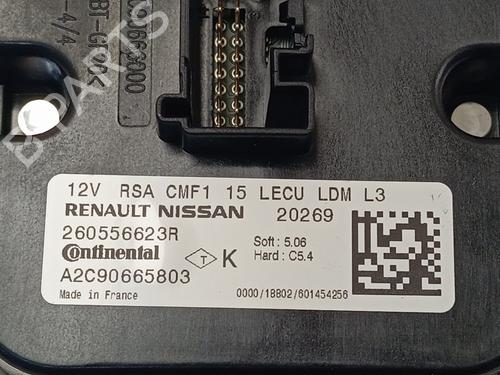 12V RSA CMF1 15 LECU LDM L3
RENAULT NISSAN 20269
260556623R
Continental
Soft : 5.06
T K
Hard : C5.4
A2C90665803
Made in France
0000/18802/601454256
B-PARTS